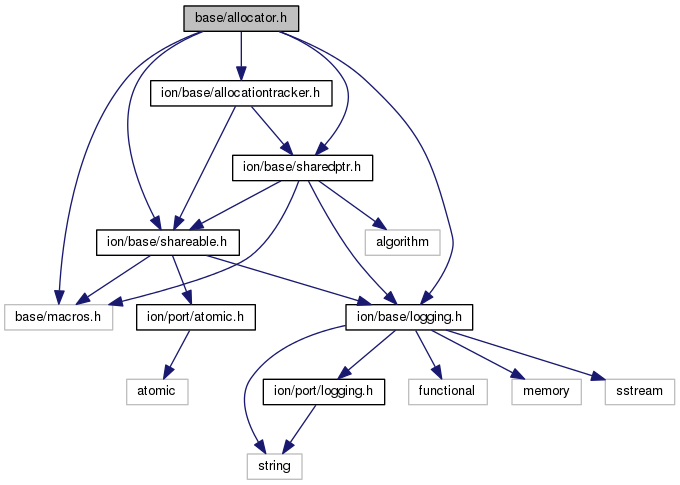 base/allocator.h
ion/base/allocationtracker.h
ion/base/sharedptr.h
ion/base/shareable.h
algorithm
base/macros.h
ion/port/atomic.h
ion/base/logging.h
atomic
ion/port/logging.h
functional
memory
sstream
string